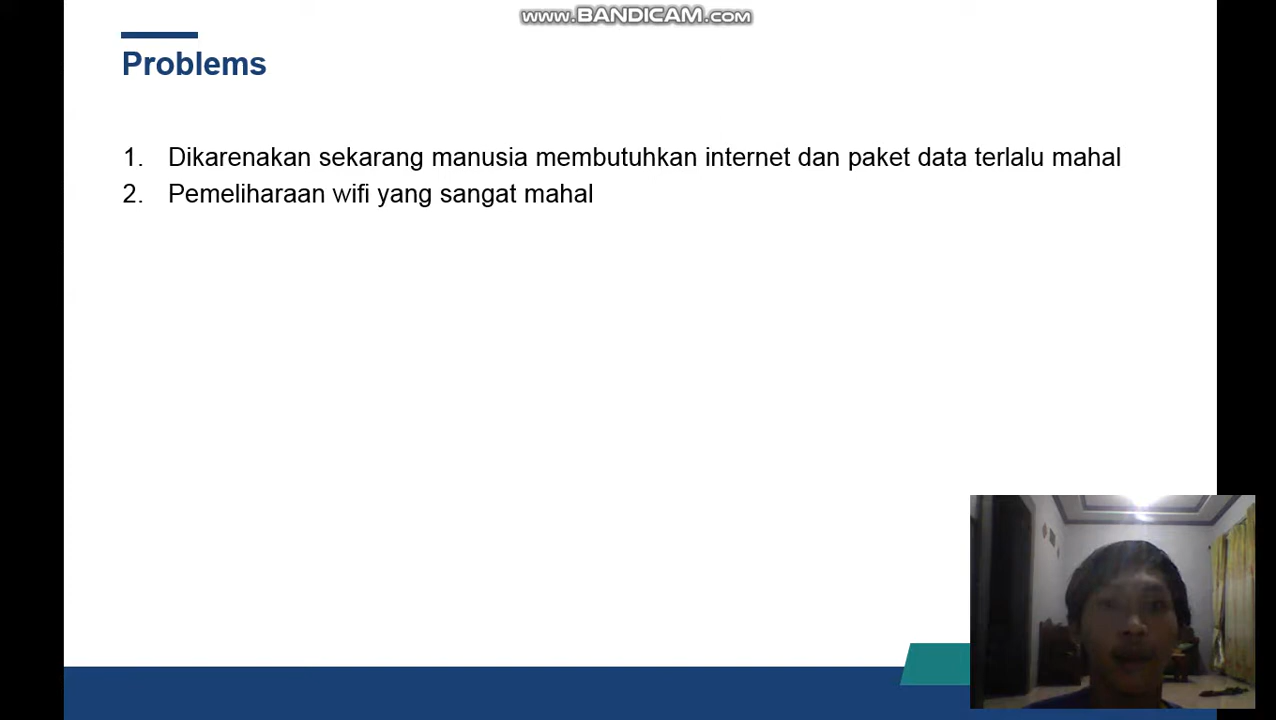 WWW.BANDICAM.COM
Problems
1. Dikarenakan sekarang manusia membutuhkan internet dan paket data terlalu mahal
2. Pemeliharaan wifi yang sangat mahal